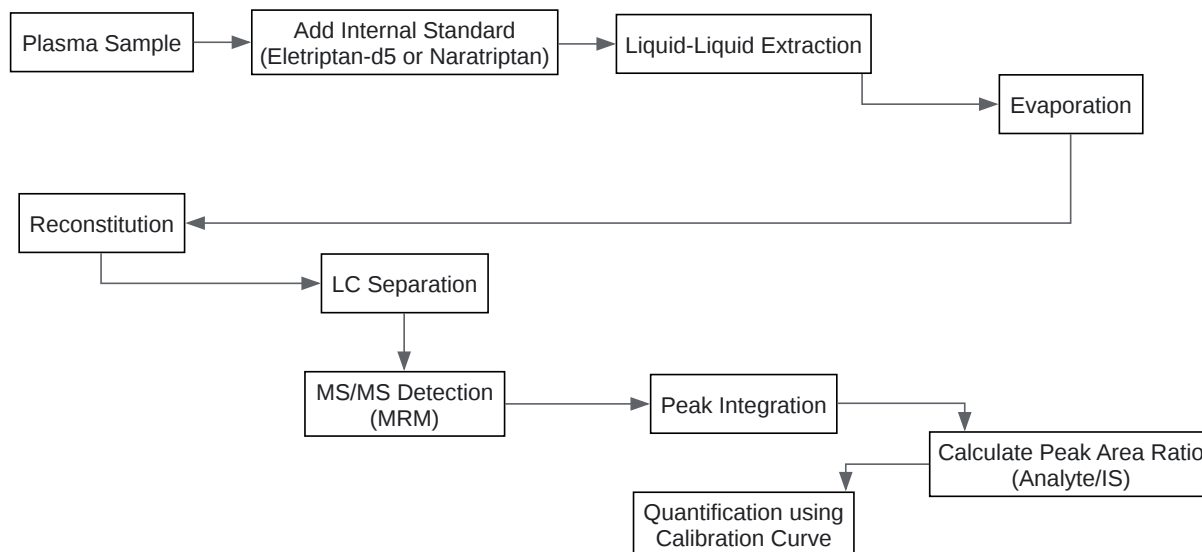 Plasma Sample
Add Internal Standard
(Eletriptan-d5 or Naratriptan)
Liquid-Liquid Extraction
Evaporation
Reconstitution
LC Separation
MS/MS Detection
(MRM)
Peak Integration
Calculate Peak Area Ratio
(Analyte/IS)
Quantification using
Calibration Curve